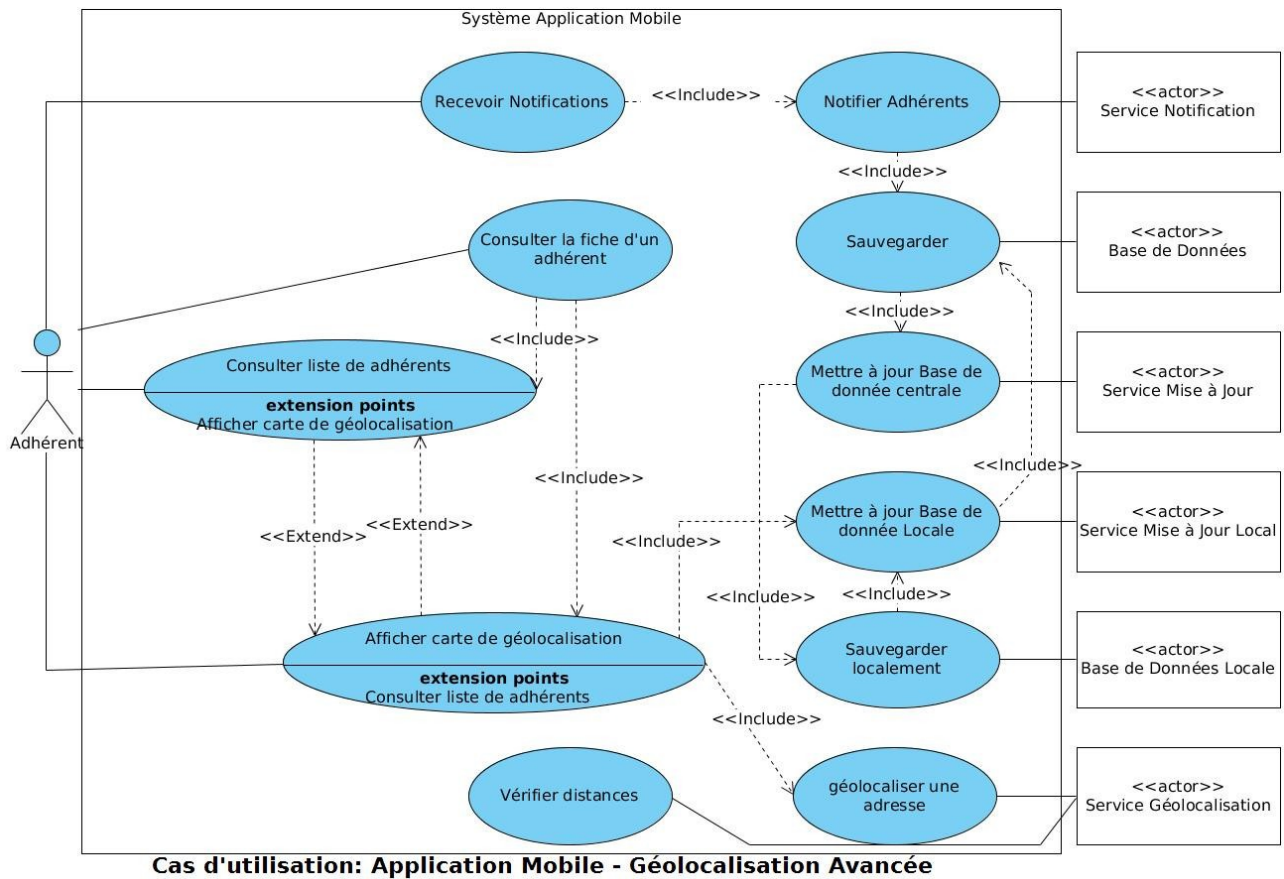 Système Application Mobile
Recevoir Notifications
<<Include>>
Notifier Adhérents
<<actor>>
Service Notification
<<Include>>
Consulter la fiche d'un
adhérent
Sauvegarder
<<actor>>
Base de Données
<<Include>>
<<Include>>
Consulter liste de adhérents
extension points
Afficher carte de géolocalisation
Mettre à jour Base de
donnée centrale
<<actor>>
Service Mise à Jour
Adhérent
<<Include>>
<<Include>>
<<Extend>>
<<Extend>>
<<Include>>
Mettre à jour Base de
donnée Locale
<<actor>>
Service Mise à Jour Local
<<Include>>
<<Include>>
Afficher carte de géolocalisation
extension points
Consulter liste de adhérents
Sauvegarder
localement
<<actor>>
Base de Données Locale
<<Include>>
Vérifier distances
géolocaliser une
adresse
<<actor>>
Service Géolocalisation
Cas d'utilisation: Application Mobile - Géolocalisation Avancée